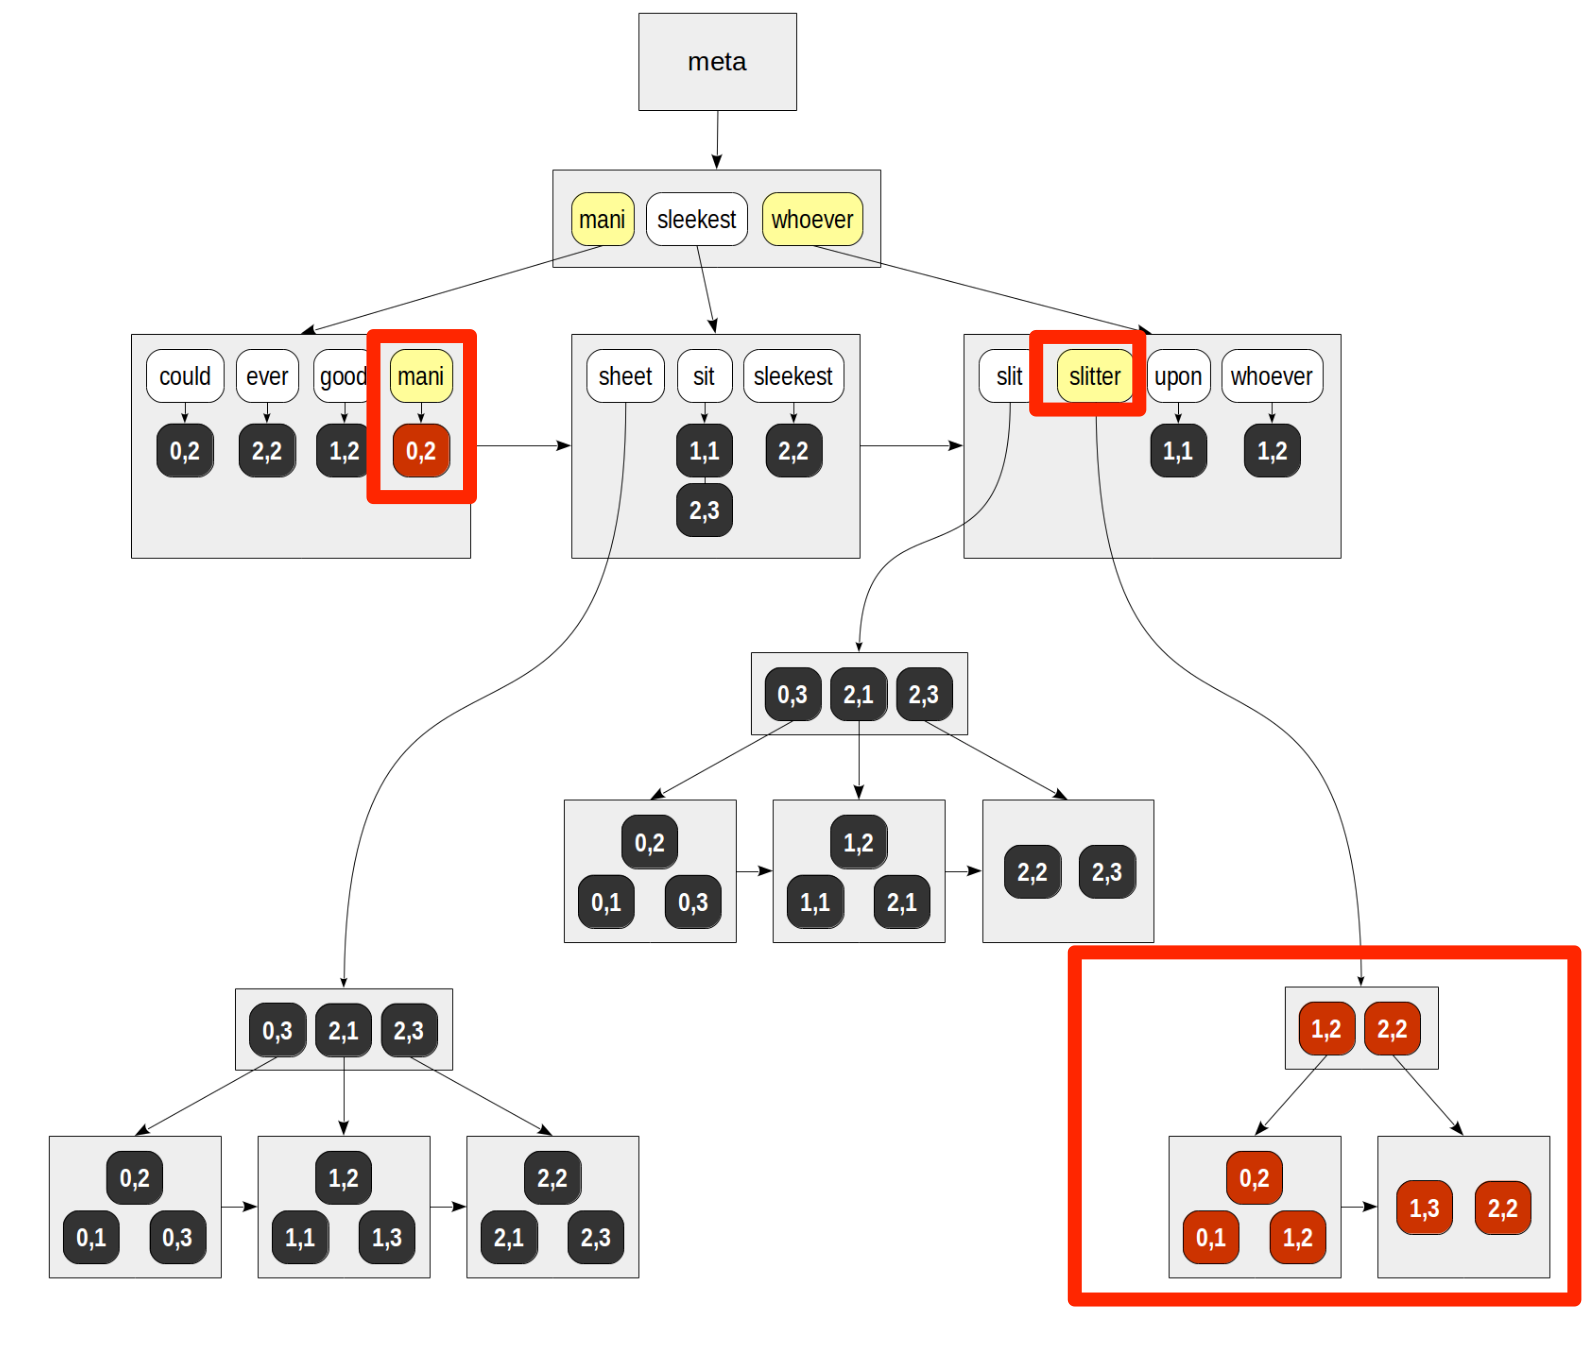 meta
mani sleekest whoever
could ever good mani
0,2 2,2 1,2 0,2
sheet sit sleekest
1,1 2,2
2,3
slit slitter upon whoever
1,1 1,2
0,3 2,1 2,3
0,2
0,1 0,3
1,2
1,1 2,1
2,2 2,3
0,3 2,1 2,3
0,2
0,1 0,3
1,2
1,1 1,3
2,2
2,1 2,3
1,2 2,2
0,2
0,1 1,2
1,3 2,2